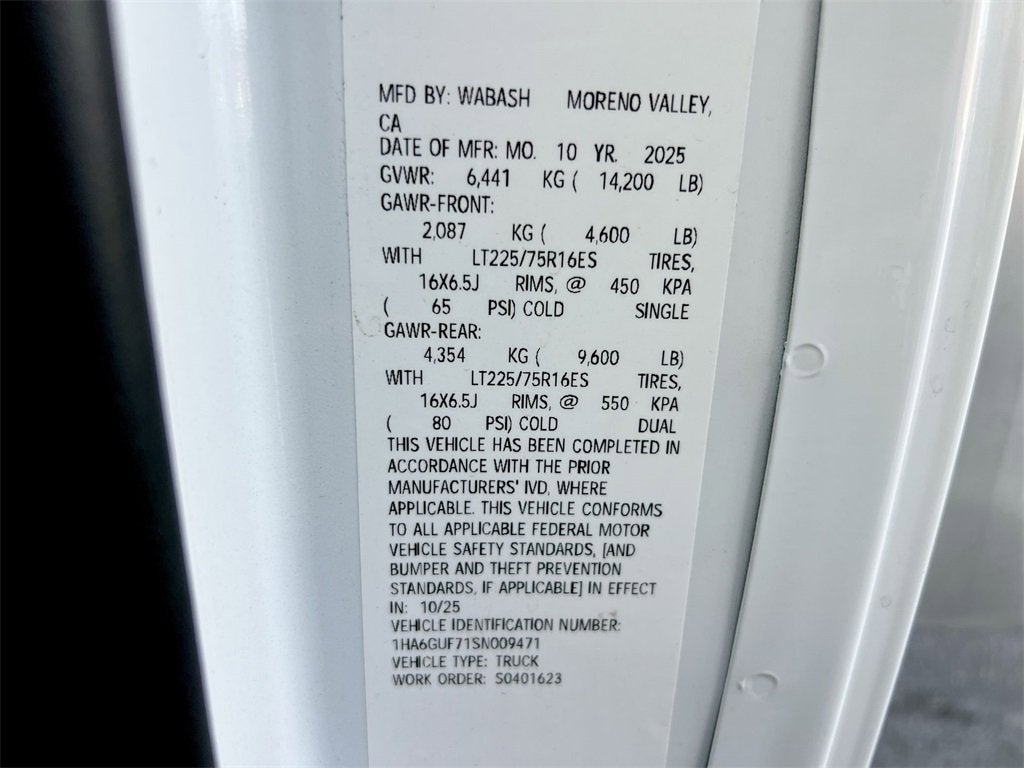 MFD BY: WABASH MORENO VALLEY,
CA
DATE OF MFR: MO. 10 YR. 2025
GVWR: 6,441 KG ( 14,200 LB)
GAWR-FRONT:
2,087 KG ( 4,600 LB)
WITH LT225/75R16ES TIRES,
16X6.5J RIMS, @ 450 KPA
( 65 PSI) COLD SINGLE
GAWR-REAR:
4,354 KG ( 9,600 LB)
WITH LT225/75R16ES TIRES,
16X6.5J RIMS, @ 550 KPA
( 80 PSI) COLD DUAL
THIS VEHICLE HAS BEEN COMPLETED IN
ACCORDANCE WITH THE PRIOR
MANUFACTURERS' IVD, WHERE
APPLICABLE. THIS VEHICLE CONFORMS
TO ALL APPLICABLE FEDERAL MOTOR
VEHICLE SAFETY STANDARDS, [AND
BUMPER AND THEFT PREVENTION
STANDARDS, IF APPLICABLE] IN EFFECT
IN: 10/25
VEHICLE IDENTIFICATION NUMBER:
1HA6GUF71SN009471
VEHICLE TYPE: TRUCK
WORK ORDER: S0401623